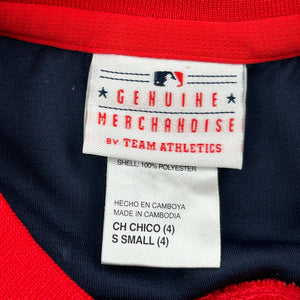 GENUINE
MERCHANDISE
BY TEAM ATHLETICS
SHELL: 100% POLYESTER
HECHO EN CAMBOYA
MADE IN CAMBODIA
CH CHICO (4)
S SMALL (4)